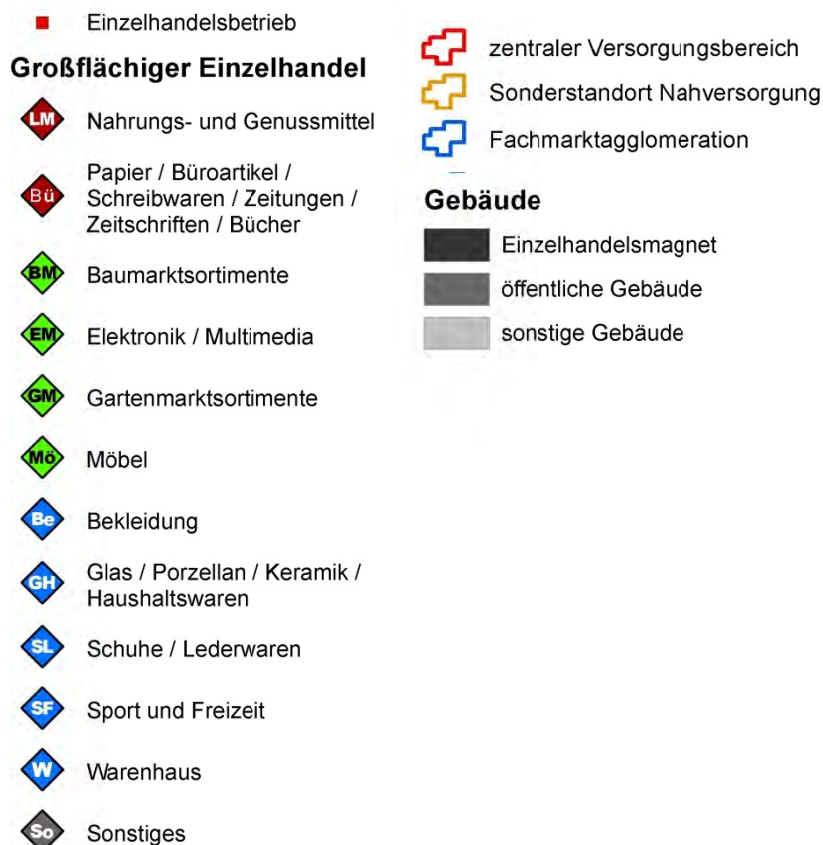 Einzelhandelsbetrieb
Großflächiger Einzelhandel
LM Nahrungs- und Genussmittel
Bü Papier / Büroartikel /
Schreibwaren / Zeitungen /
Zeitschriften / Bücher
BM Baumarktsortimente
EM Elektronik / Multimedia
GM Gartenmarktsortimente
Mö Möbel
Be Bekleidung
GH Glas / Porzellan / Keramik /
Haushaltswaren
SL Schuhe / Lederwaren
SF Sport und Freizeit
W Warenhaus
So Sonstiges
zentraler Versorgungsbereich
Sonderstandort Nahversorgung
Fachmarktagglomeration
Gebäude
Einzelhandelsmagnet
öffentliche Gebäude
sonstige Gebäude